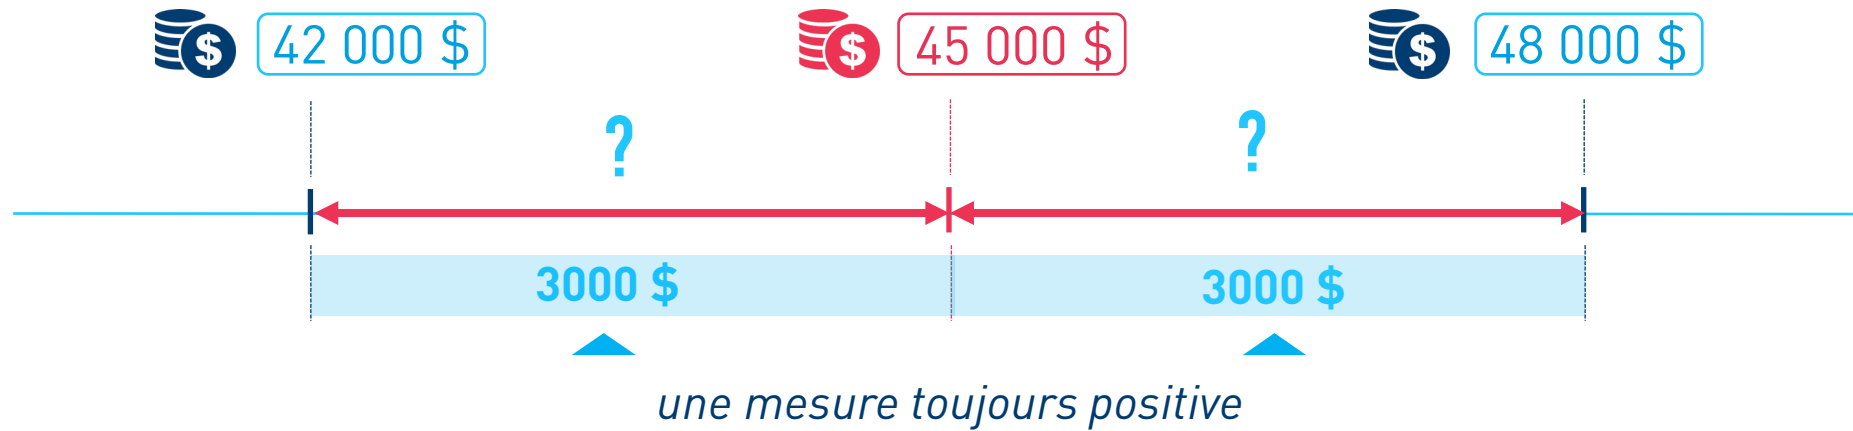 $ 42 000 $ $ 45 000 $ $ 48 000 $
? ?
3000 $ 3000 $
une mesure toujours positive